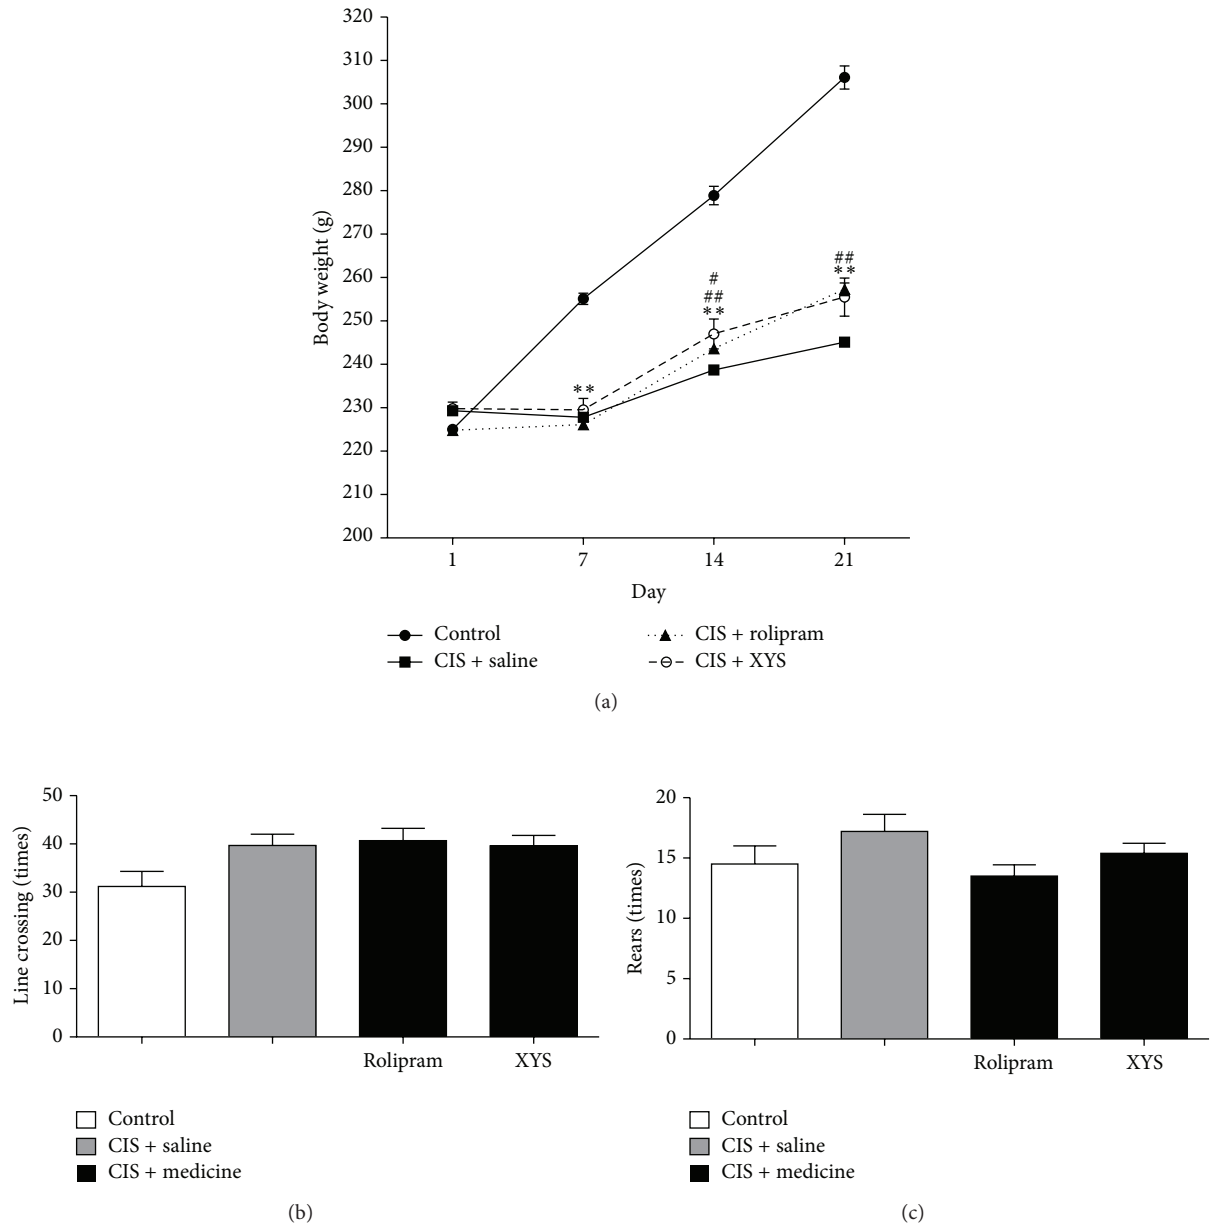 320
310
300
290
280
270
260
250
240
230
220
210
200
Body weight (g)
#
##
**
##
**
**
1 7 14 21
Day
Control
CIS + rolipram
CIS + saline
CIS + XYS
(a)
50
40
30
20
10
0
Line crossing (times)
Rolipram XYS
Control
CIS + saline
CIS + medicine
(b)
20
15
10
5
0
Rears (times)
Rolipram XYS
Control
CIS + saline
CIS + medicine
(c)